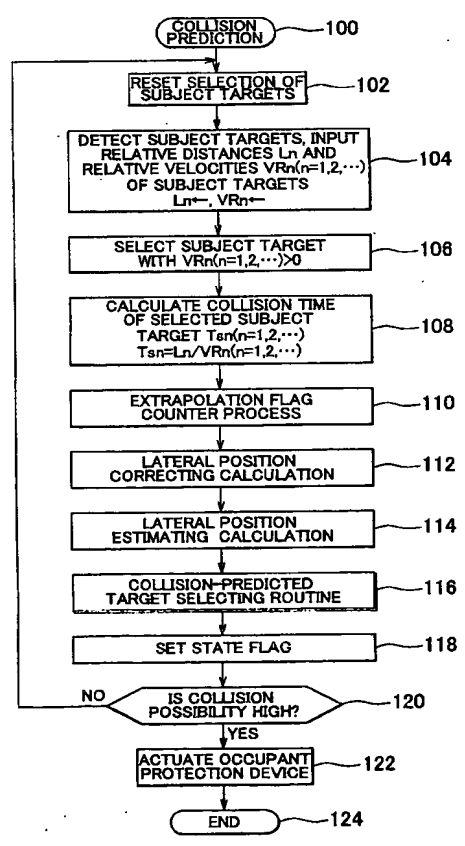 COLLISION
PREDICTION
100
RESET SELECTION OF
SUBJECT TARGETS
102
DETECT SUBJECT TARGETS, INPUT
RELATIVE DISTANCES Ln AND
RELATIVE VELOCITIES VRn(n=1,2,···)
OF SUBJECT TARGETS
Ln←, VRn←
104
SELECT SUBJECT TARGET
WITH VRn(n=1,2,···)>0
106
CALCULATE COLLISION TIME
OF SELECTED SUBJECT
TARGET Tsn(n=1,2,···)
Tsn=Ln/VRn(n=1,2,···)
108
EXTRAPOLATION FLAG
COUNTER PROCESS
110
LATERAL POSITION
CORRECTING CALCULATION
112
LATERAL POSITION
ESTIMATING CALCULATION
114
COLLISION-PREDICTED
TARGET SELECTING ROUTINE
116
SET STATE FLAG
118
NO
IS COLLISION
POSSIBILITY HIGH?
120
YES
ACTUATE OCCUPANT
PROTECTION DEVICE
122
END
124